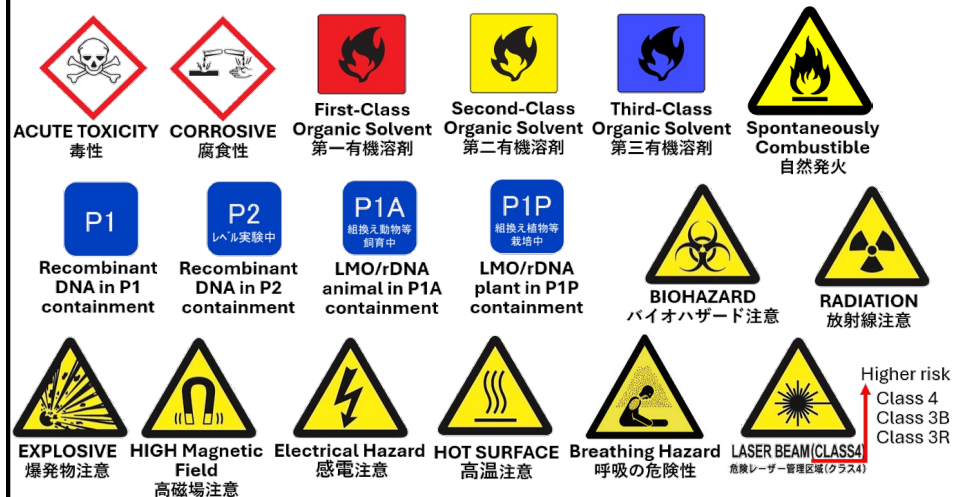 ACUTE TOXICITY
毒性
CORROSIVE
腐食性
First-Class
Organic Solvent
第一有機溶剤
Second-Class
Organic Solvent
第二有機溶剤
Third-Class
Organic Solvent
第三有機溶剤
Spontaneously
Combustible
自然発火
P1
Recombinant
DNA in P1
containment
P2
レベル実験中
Recombinant
DNA in P2
containment
P1A
組換え動物等
飼育中
LMO/rDNA
animal in P1A
containment
P1P
組換え植物等
栽培中
LMO/rDNA
plant in P1P
containment
BIOHAZARD
バイオハザード注意
RADIATION
放射線注意
EXPLOSIVE
爆発物注意
HIGH Magnetic
Field
高磁場注意
Electrical Hazard
感電注意
HOT SURFACE
高温注意
Breathing Hazard
呼吸の危険性
LASER BEAM(CLASS4)
危険レーザー管理区域(クラス4)
Higher risk
Class 4
Class 3B
Class 3R